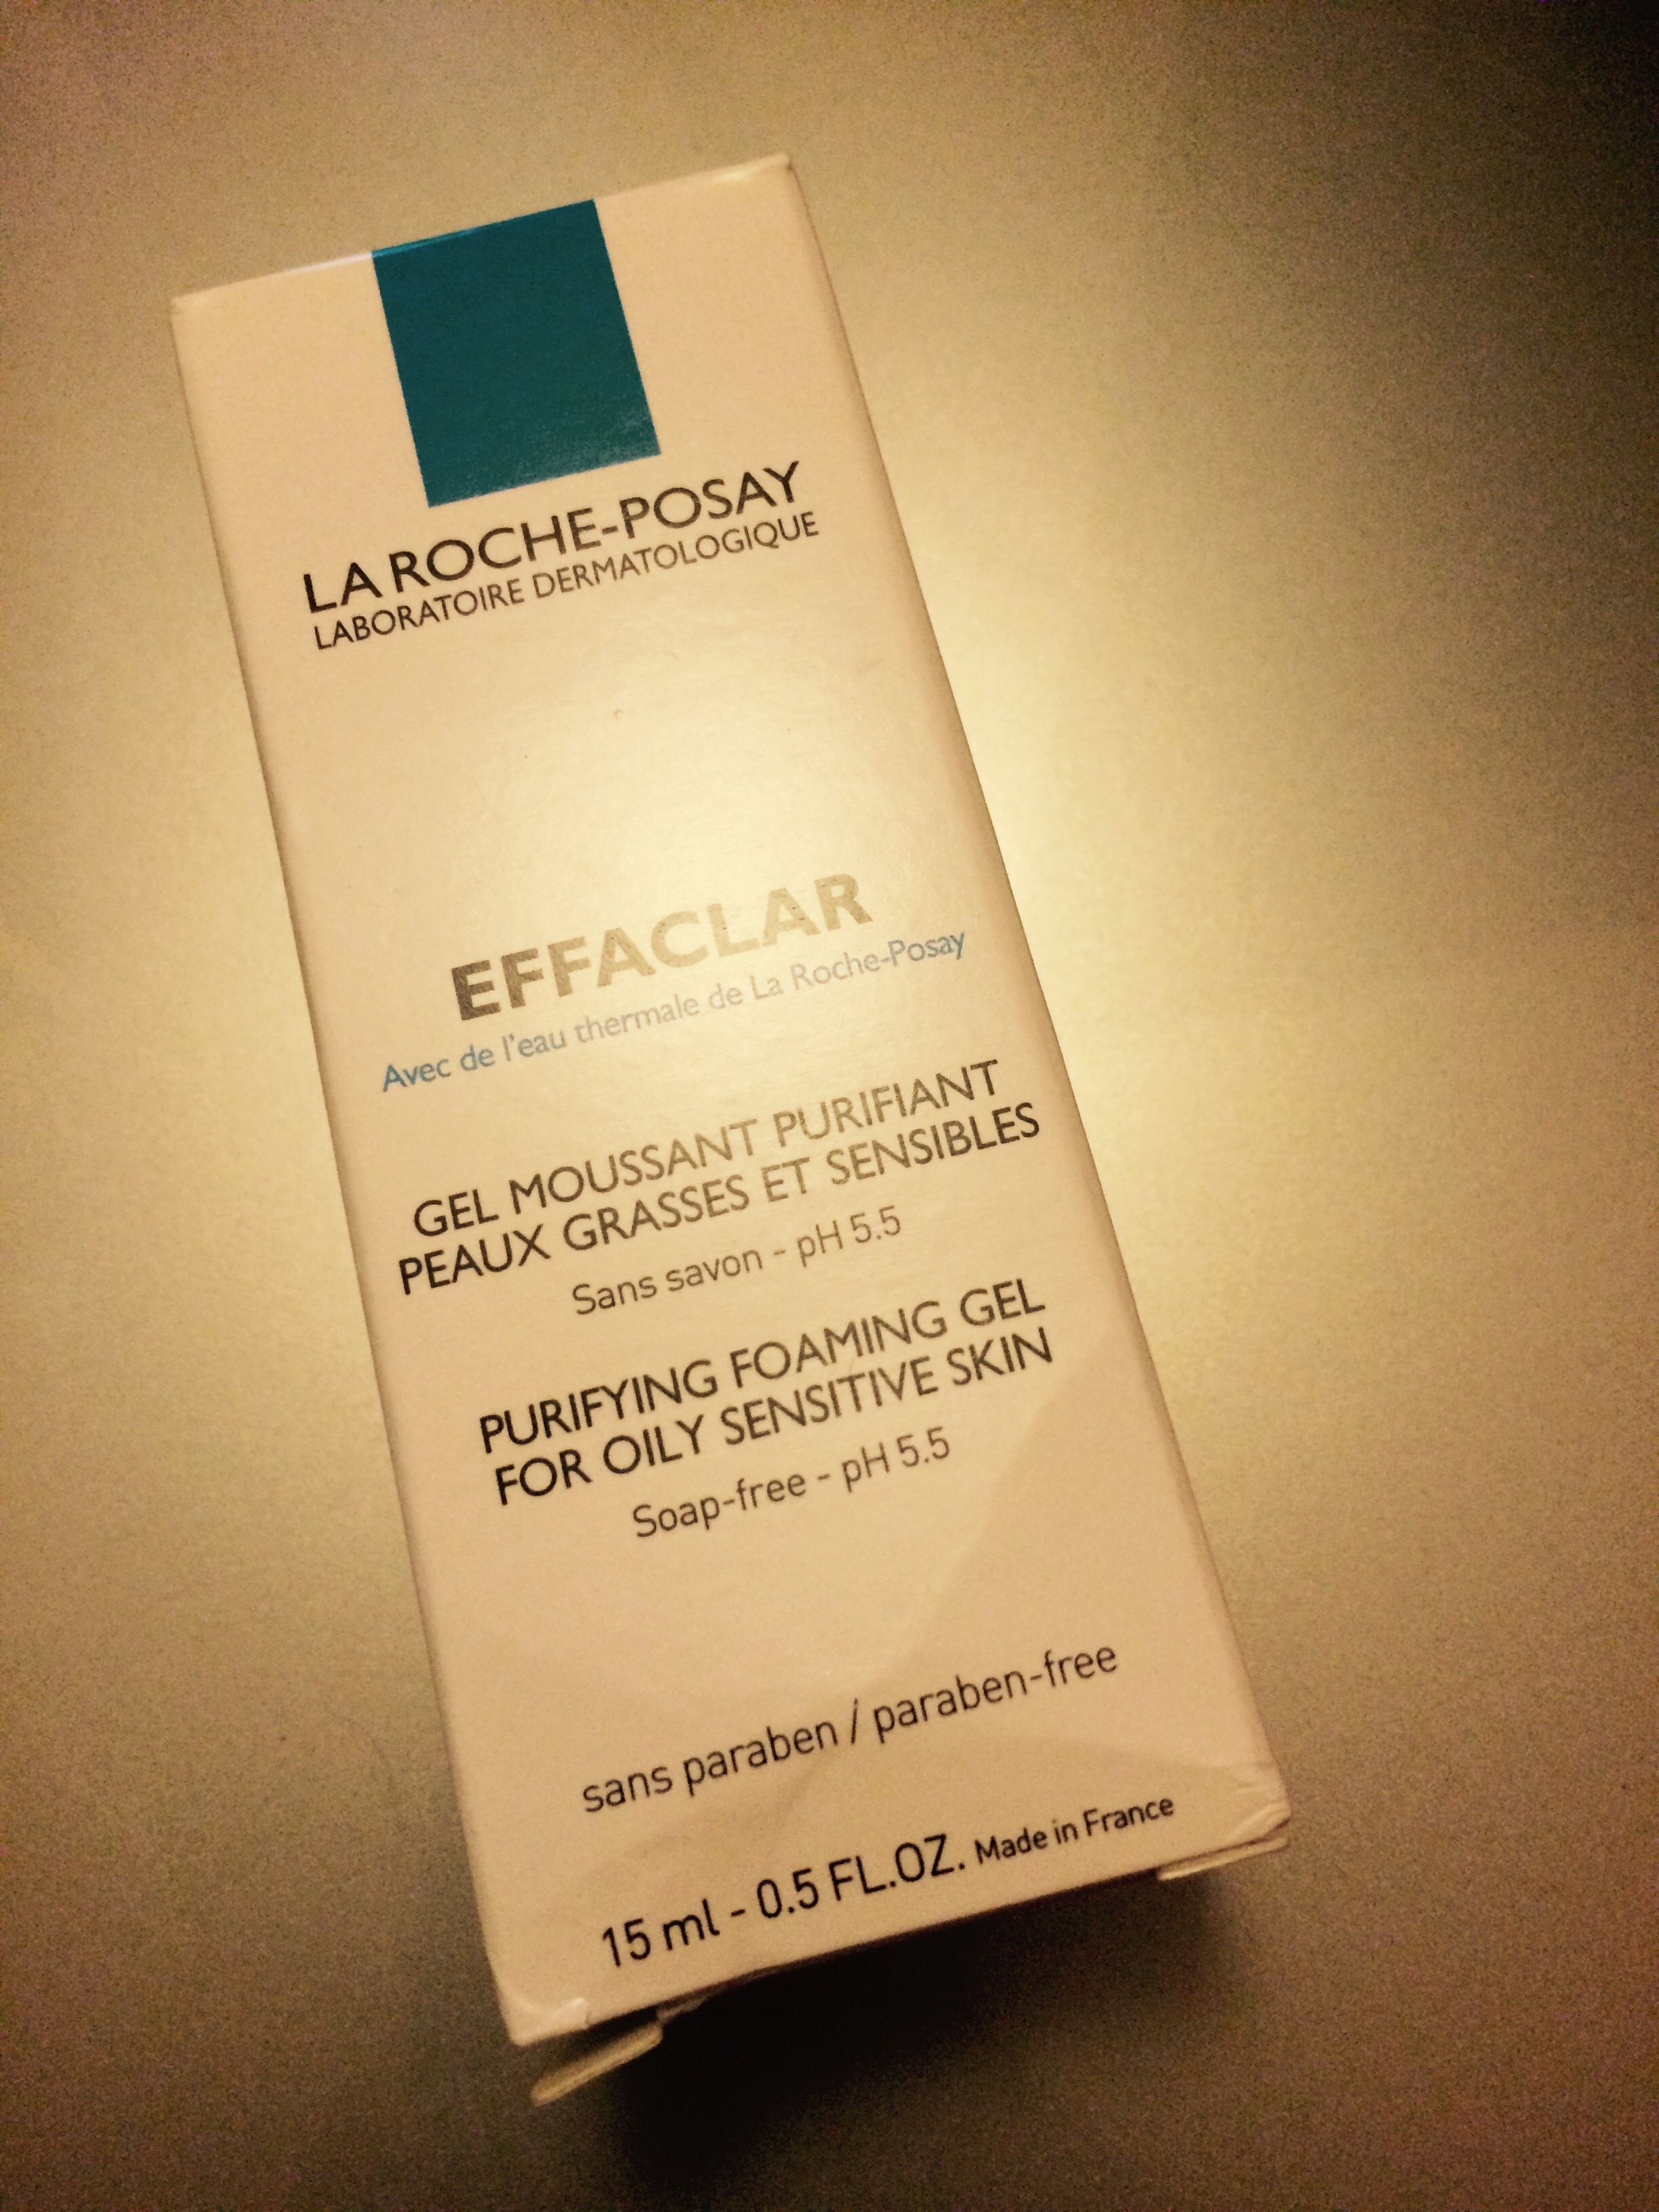 LA ROCHE-POSAY
LABORATOIRE DERMATOLOGIQUE
EFFACLAR
Avec de l'eau thermale de La Roche-Posay
GEL MOUSSANT PURIFIANT
PEAUX GRASSES ET SENSIBLES
Sans savon - pH 5.5
PURIFYING FOAMING GEL
FOR OILY SENSITIVE SKIN
Soap-free - pH 5.5
sans paraben / paraben-free
15 ml - 0.5 FL.OZ. Made in France